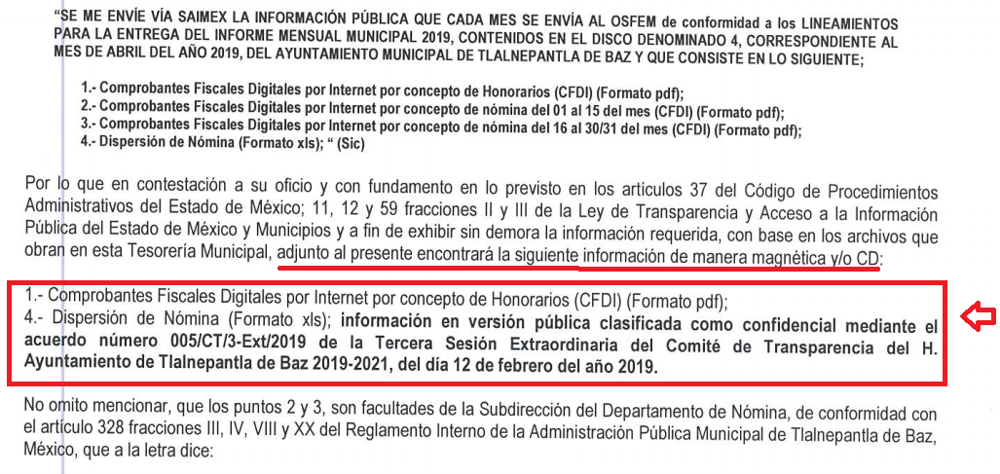 “SE ME ENVÍE VÍA SAIMEX LA INFORMACIÓN PÚBLICA QUE CADA MES SE ENVÍA AL OSFEM de conformidad a los LINEAMIENTOS
PARA LA ENTREGA DEL INFORME MENSUAL MUNICIPAL 2019, CONTENIDOS EN EL DISCO DENOMINADO 4, CORRESPONDIENTE AL
MES DE ABRIL DEL AÑO 2019, DEL AYUNTAMIENTO MUNICIPAL DE TLALNEPANTLA DE BAZ Y QUE CONSISTE EN LO SIGUIENTE;
1.- Comprobantes Fiscales Digitales por Internet por concepto de Honorarios (CFDI) (Formato pdf);
2.- Comprobantes Fiscales Digitales por Internet por concepto de nómina del 01 al 15 del mes (CFDI) (Formato pdf);
3.- Comprobantes Fiscales Digitales por Internet por concepto de nómina del 16 al 30/31 del mes (CFDI) (Formato pdf);
4.- Dispersión de Nómina (Formato xls); “ (Sic)
Por lo que en contestación a su oficio y con fundamento en lo previsto en los artículos 37 del Código de Procedimientos
Administrativos del Estado de México; 11, 12 y 59 fracciones II y III de la Ley de Transparencia y Acceso a la Información
Pública del Estado de México y Municipios y a fin de exhibir sin demora la información requerida, con base en los archivos que
obran en esta Tesorería Municipal, adjunto al presente encontrará la siguiente información de manera magnética y/o CD:
1.- Comprobantes Fiscales Digitales por Internet por concepto de Honorarios (CFDI) (Formato pdf);
4.- Dispersión de Nómina (Formato xls); información en versión pública clasificada como confidencial mediante el
acuerdo número 005/CT/3-Ext/2019 de la Tercera Sesión Extraordinaria del Comité de Transparencia del H.
Ayuntamiento de Tlalnepantla de Baz 2019-2021, del día 12 de febrero del año 2019.
No omito mencionar, que los puntos 2 y 3, son facultades de la Subdirección del Departamento de Nómina, de conformidad con
el artículo 328 fracciones III, IV, VIII y XX del Reglamento Interno de la Administración Pública Municipal de Tlalnepantla de Baz,
México, que a la letra dice: